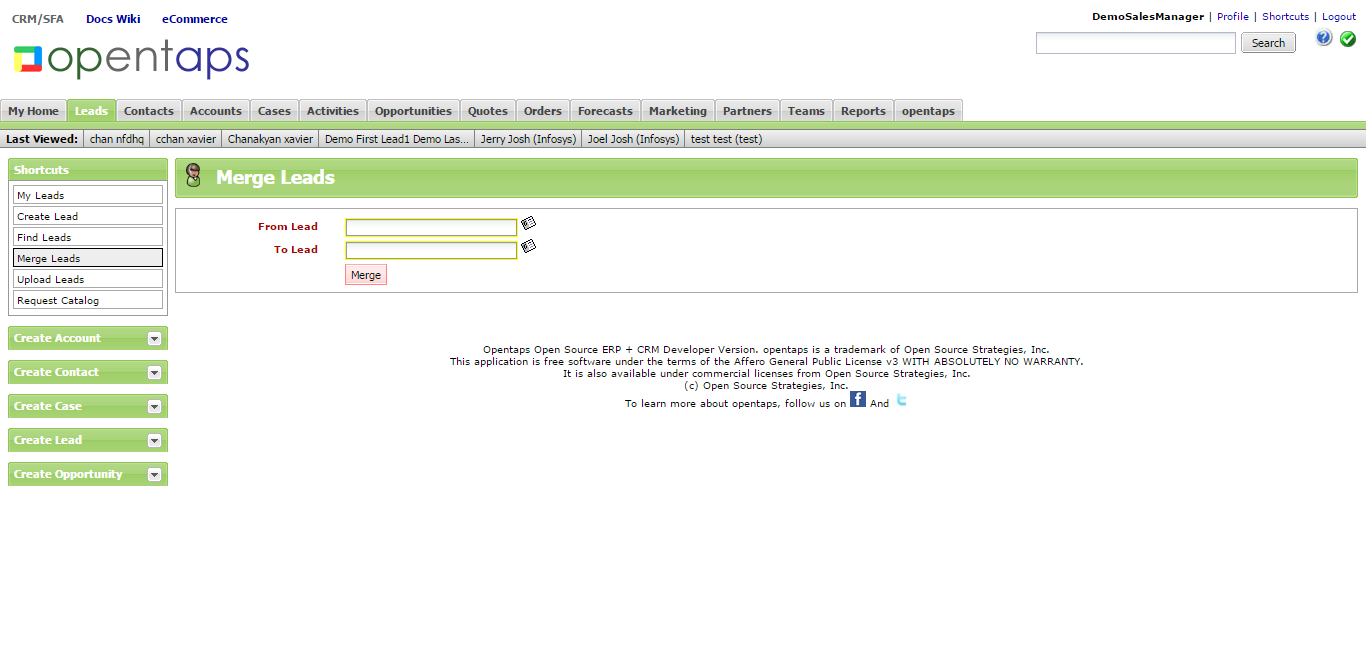 CRM/SFA Docs Wiki eCommerce
DemoSalesManager | Profile | Shortcuts | Logout
opentaps
Search
My Home Leads Contacts Accounts Cases Activities Opportunities Quotes Orders Forecasts Marketing Partners Teams Reports opentaps
Last Viewed: chan nfdhq cchan xavier Chanakyan xavier Demo First Lead1 Demo Las... Jerry Josh (Infosys) Joel Josh (Infosys) test test (test)
Shortcuts
My Leads
Create Lead
Find Leads
Merge Leads
Upload Leads
Request Catalog
Create Account
Create Contact
Create Case
Create Lead
Create Opportunity
Merge Leads
From Lead
To Lead
Merge
Opentaps Open Source ERP + CRM Developer Version. opentaps is a trademark of Open Source Strategies, Inc.
This application is free software under the terms of the Affero General Public License v3 WITH ABSOLUTELY NO WARRANTY.
It is also available under commercial licenses from Open Source Strategies, Inc.
(c) Open Source Strategies, Inc.
To learn more about opentaps, follow us on f And t